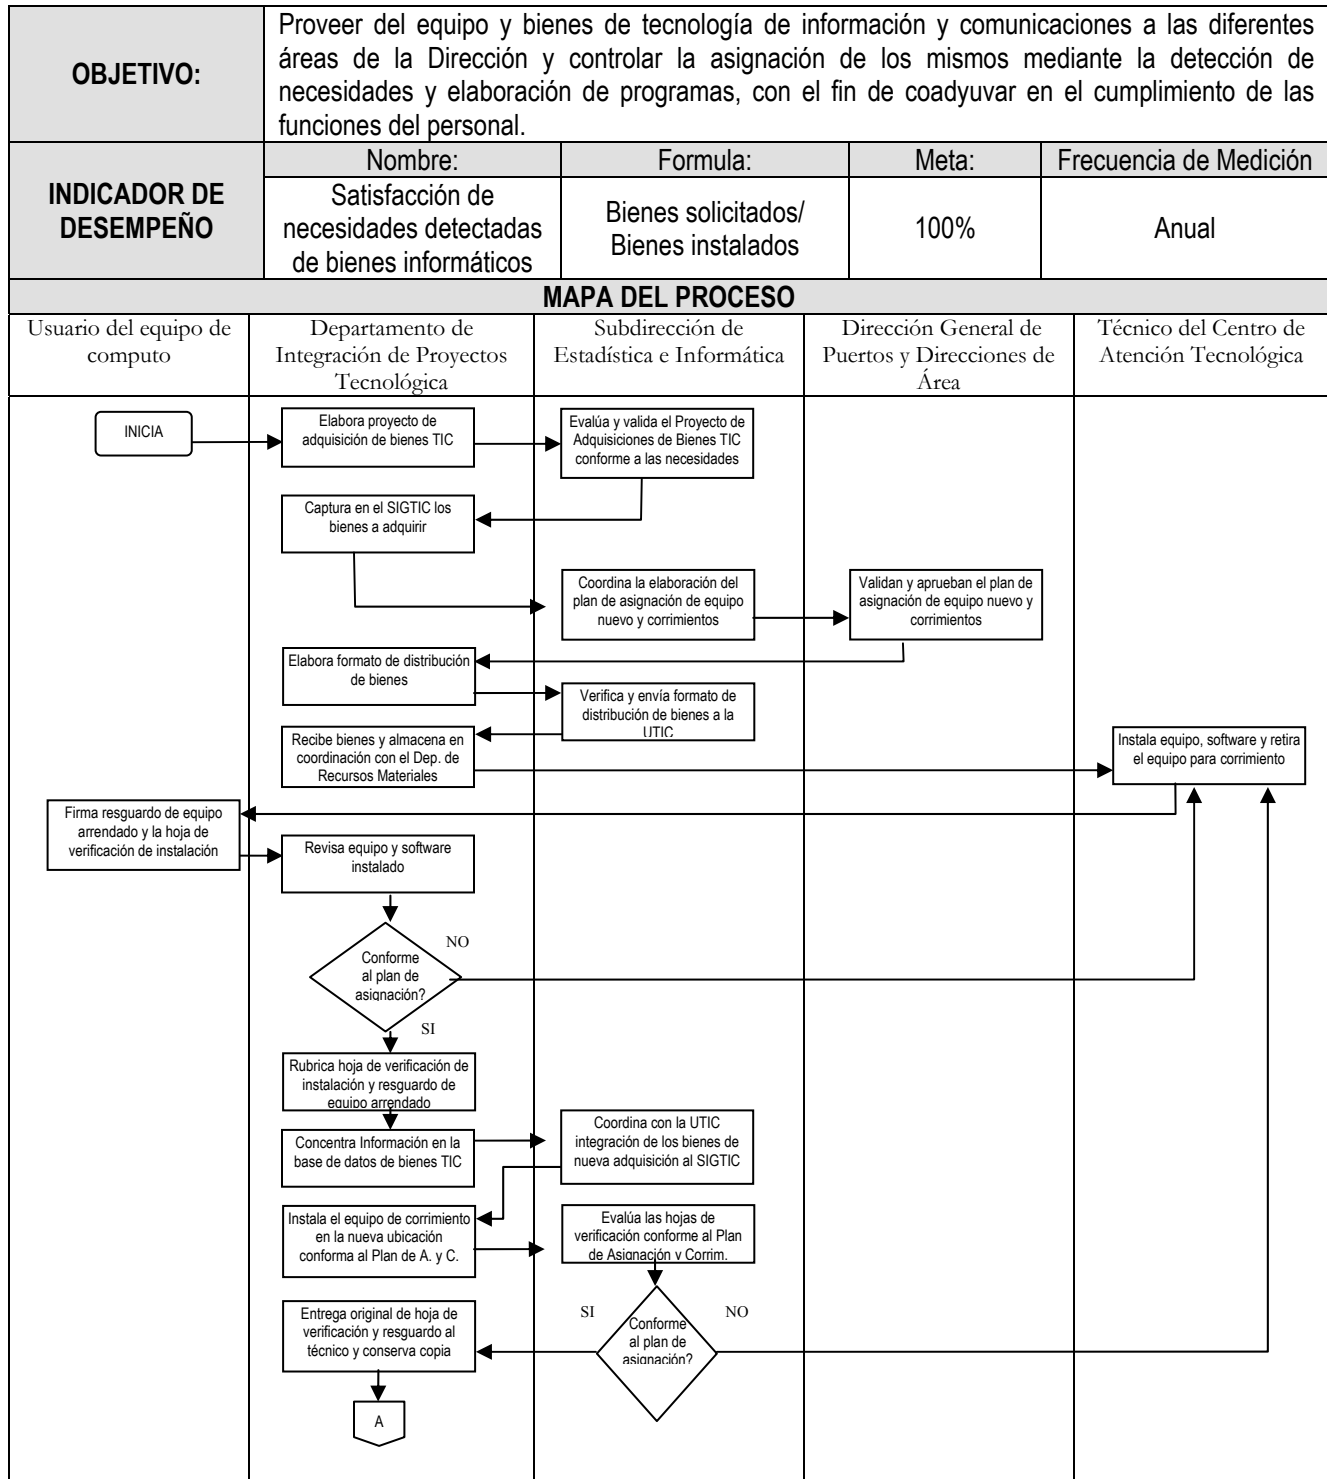 OBJETIVO:
Proveer del equipo y bienes de tecnología de información y comunicaciones a las diferentes
áreas de la Dirección y controlar la asignación de los mismos mediante la detección de
necesidades y elaboración de programas, con el fin de coadyuvar en el cumplimiento de las
funciones del personal.
INDICADOR DE
DESEMPEÑO
Nombre:
Formula:
Meta:
Frecuencia de Medición
Satisfacción de
necesidades detectadas
de bienes informáticos
Bienes solicitados/
Bienes instalados
100%
Anual
MAPA DEL PROCESO
Usuario del equipo de
computo
Departamento de
Integración de Proyectos
Tecnológica
Subdirección de
Estadística e Informática
Dirección General de
Puertos y Direcciones de
Área
Técnico del Centro de
Atención Tecnológica
INICIA
Elabora proyecto de
adquisición de bienes TIC
Evalúa y valida el Proyecto de
Adquisiciones de Bienes TIC
conforme a las necesidades
Captura en el SIGTIC los
bienes a adquirir
Coordina la elaboración del
plan de asignación de equipo
nuevo y corrimientos
Validan y aprueban el plan de
asignación de equipo nuevo y
corrimientos
Elabora formato de distribución
de bienes
Verifica y envía formato de
distribución de bienes a la
UTIC
Recibe bienes y almacena en
coordinación con el Dep. de
Recursos Materiales
Instala equipo, software y retira
el equipo para corrimiento
Firma resguardo de equipo
arrendado y la hoja de
verificación de instalación
Revisa equipo y software
instalado
Conforme
al plan de
asignación?
NO
SI
Rubrica hoja de verificación de
instalación y resguardo de
equipo arrendado
Concentra Información en la
base de datos de bienes TIC
Coordina con la UTIC
integración de los bienes de
nueva adquisición al SIGTIC
Instala el equipo de corrimiento
en la nueva ubicación
conforma al Plan de A. y C.
Evalúa las hojas de
verificación conforme al Plan
de Asignación y Corrim.
SI
NO
Conforme
al plan de
asignación?
Entrega original de hoja de
verificación y resguardo al
técnico y conserva copia
A